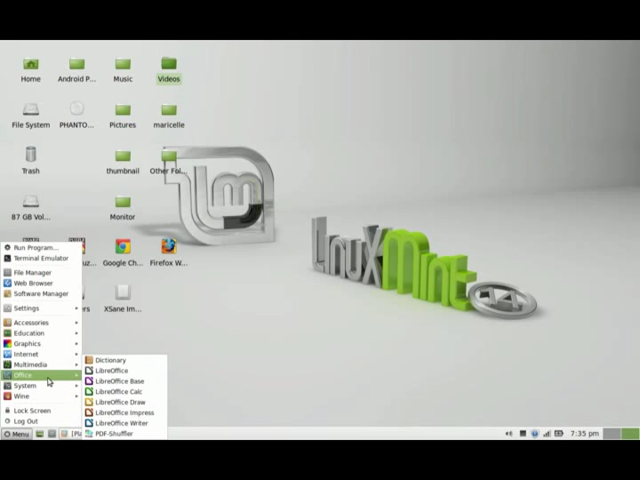 Home
Android P...
Music
Videos
File System
PHANTO...
Pictures
maricelle
Trash
thumbnail
Other Fol...
87 GB Vol...
Monitor
Google Ch...
Firefox W...
XSane Im...
LinuxMint
14
Run Program...
Terminal Emulator
File Manager
Web Browser
Software Manager
Settings
Accessories
Education
Graphics
Internet
Multimedia
Office
System
Wine
Lock Screen
Log Out
Dictionary
LibreOffice
LibreOffice Base
LibreOffice Calc
LibreOffice Draw
LibreOffice Impress
LibreOffice Writer
PDF-Shuffler
Menu
7:35 pm